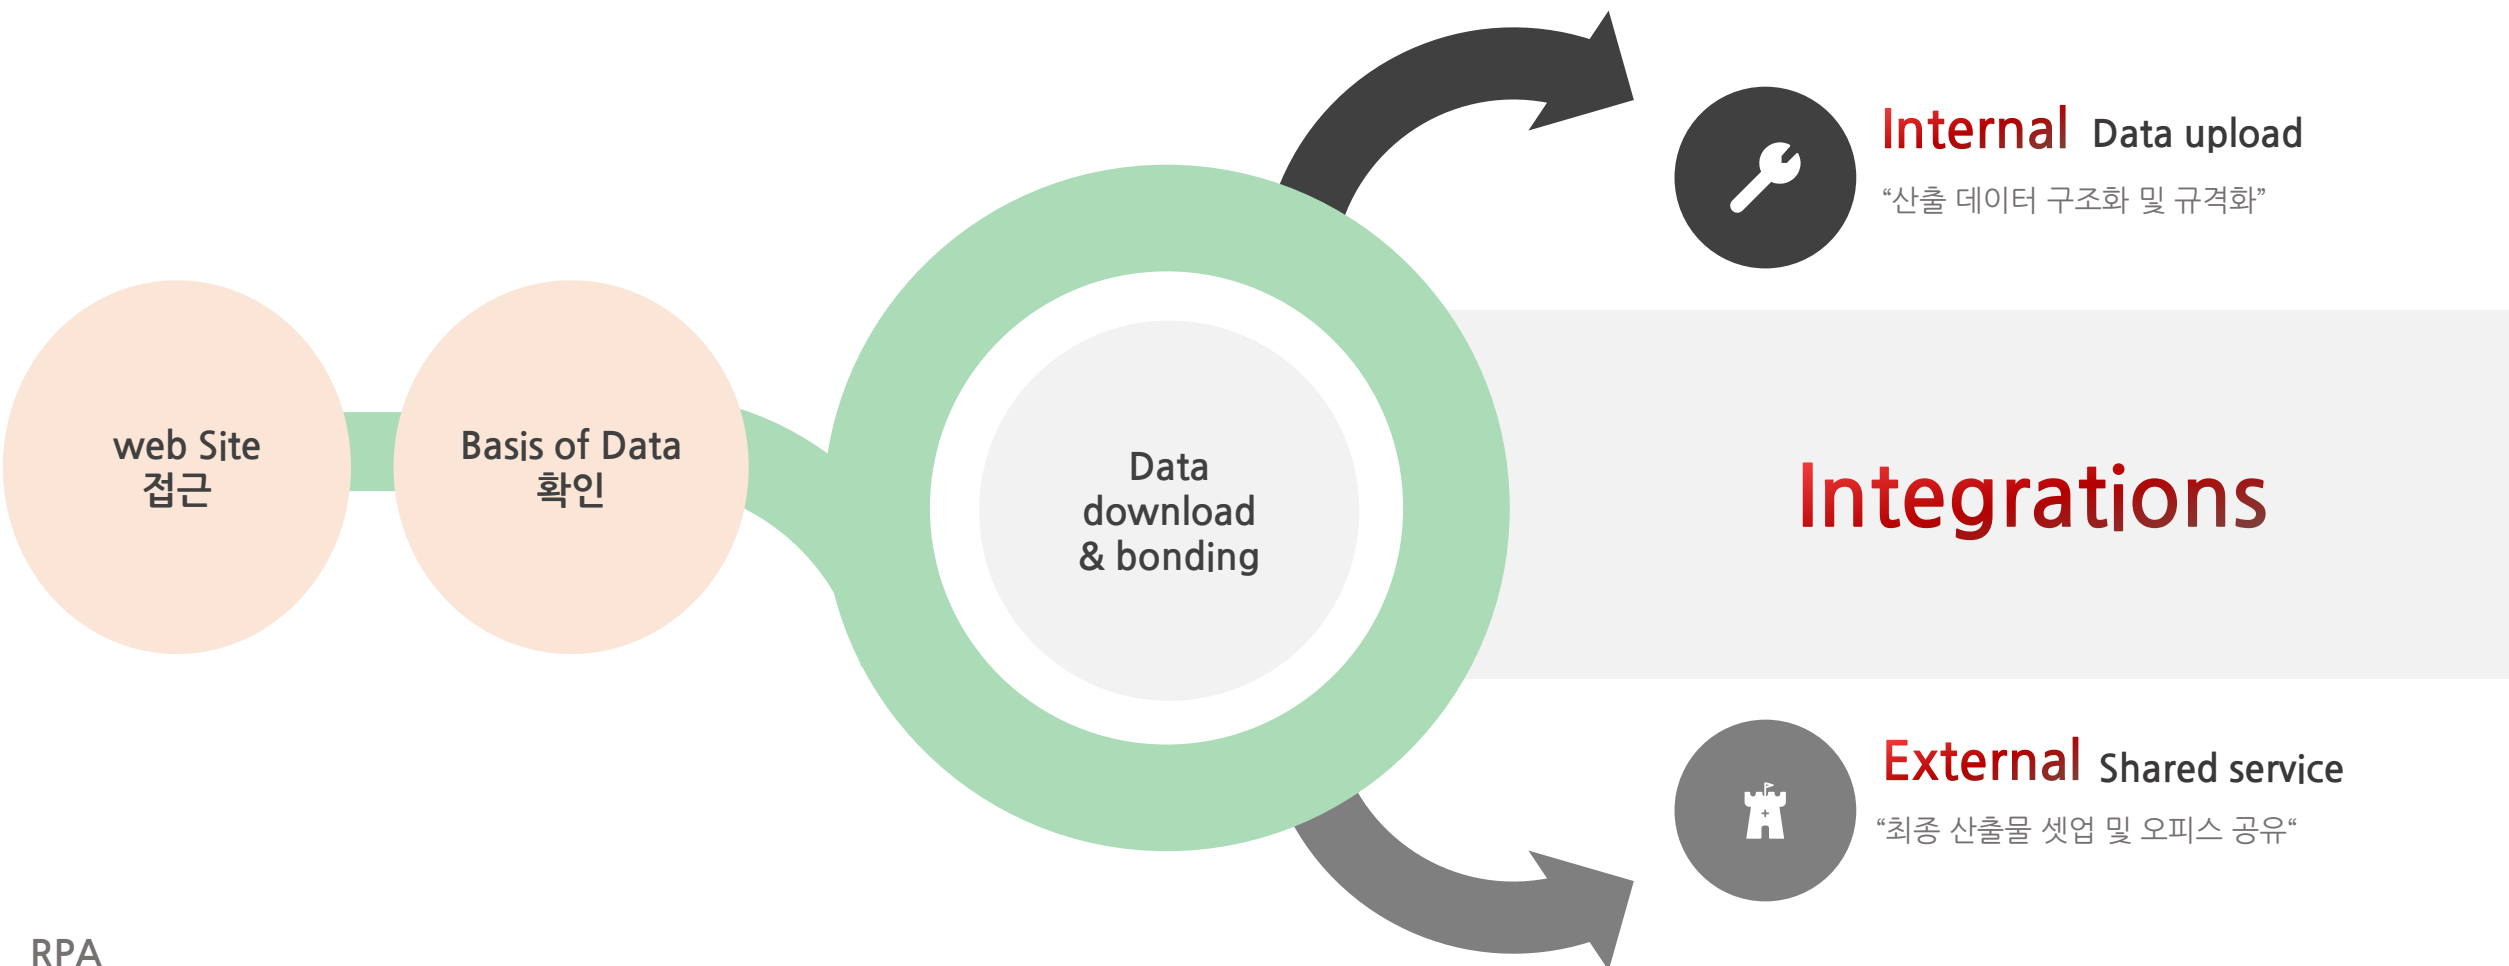 web Site
접근
Basis of Data
확인
Data
download
& bonding
Internal Data upload
“산출 데이터 구조화 및 규격화”
Integrations
External Shared service
“최종 산출물 셋업 및 오피스 공유“
RPA